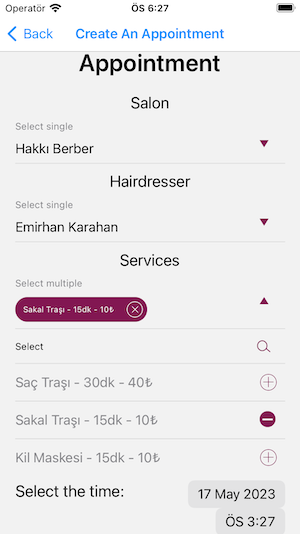 Operatör ÖS 6:27
Back Create An Appointment
Appointment
Salon
Select single
Hakkı Berber
Hairdresser
Select single
Emirhan Karahan
Services
Select multiple
Sakal Traşı - 15dk - 10₺
Select
Saç Traşı - 30dk - 40₺
Sakal Traşı - 15dk - 10₺
Kil Maskesi - 15dk - 10₺
Select the time: 17 May 2023
ÖS 3:27